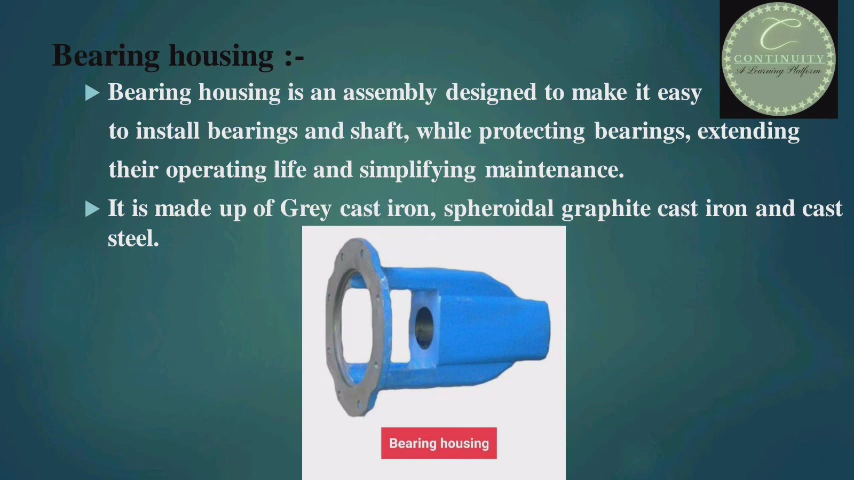 Bearing housing :-
Bearing housing is an assembly designed to make it easy
to install bearings and shaft, while protecting bearings, extending
their operating life and simplifying maintenance.
It is made up of Grey cast iron, spheroidal graphite cast iron and cast
steel.
C
CONTINUITY
A Learning Platform
Bearing housing